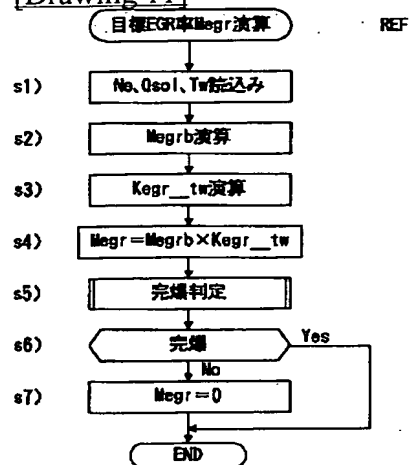 [Drawing 11]
目標EGR率Megr演算 REF
s1) Ne、Qsol、Tw読込み
s2) Megrb演算
s3) Kegr__tw演算
s4) Megr=Megrb×Kegr__tw
s5) 完爆判定
s6) 完爆 Yes
No
s7) Megr=0
END